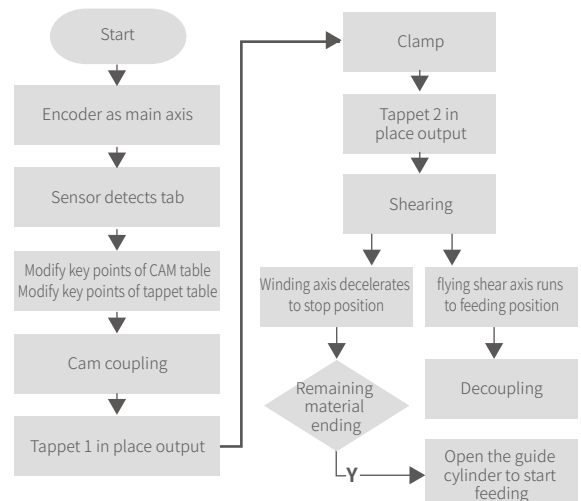 Start
Encoder as main axis
Sensor detects tab
Modify key points of CAM table
Modify key points of tappet table
Cam coupling
Tappet 1 in place output
Clamp
Tappet 2 in
place output
Shearing
Winding axis decelerates
to stop position
flying shear axis runs
to feeding position
Remaining
material
ending
Decoupling
Y
Open the guide
cylinder to start
feeding